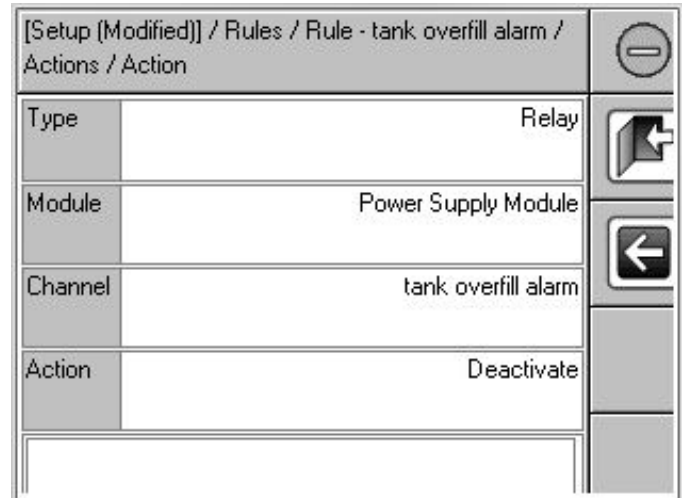 [Setup (Modified)] / Rules / Rule - tank overfill alarm /
Actions / Action
Type Relay
Module Power Supply Module
Channel tank overfill alarm
Action Deactivate